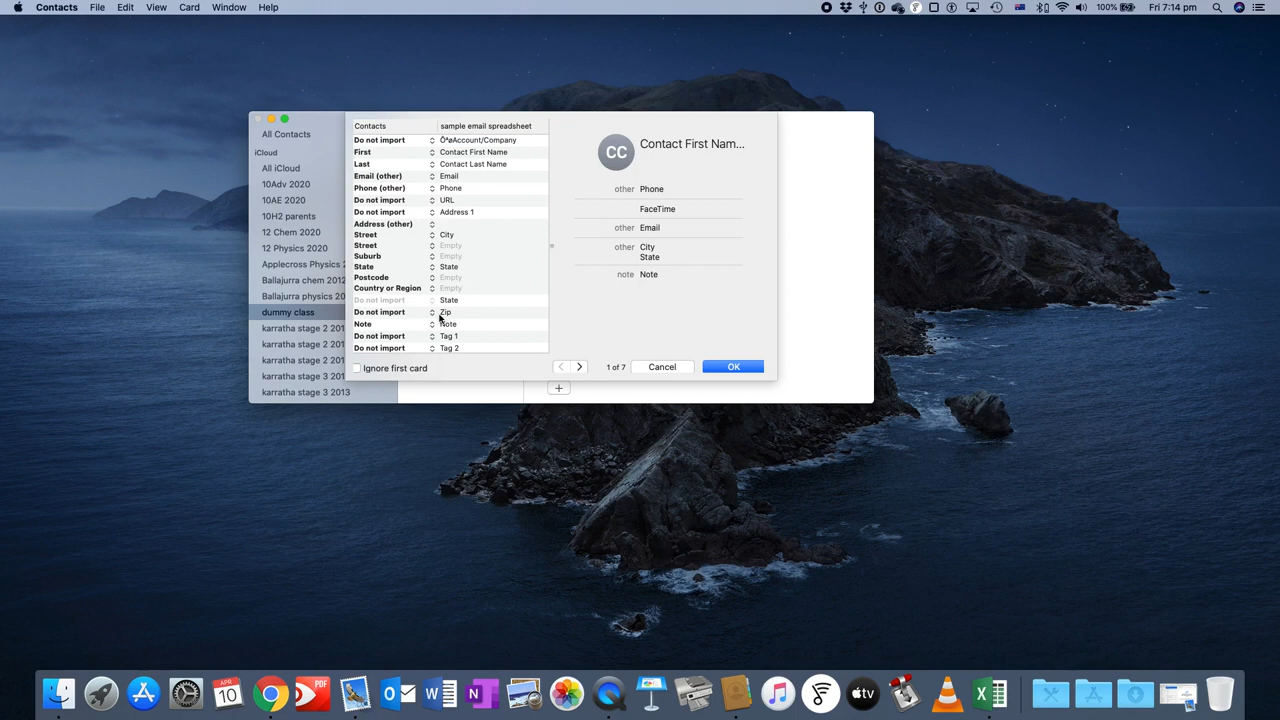 Contacts File Edit View Card Window Help 100% Fri 7:14 pm
All Contacts
iCloud
All iCloud
10Adv 2020
10AE 2020
10H2 parents
12 Chem 2020
12 Physics 2020
Applecross Physics 2
Ballajura chem 2012
Ballajura physics 20
dummy class
karratha stage 2 201
karratha stage 2 201
karratha stage 2 201
karratha stage 3 201
karratha stage 3 2013
Contacts sample email spreadsheet
Do not import ÔªøAccount/Company
First Contact First Name
Last Contact Last Name
Email (other) Email
Phone (other) Phone
Do not import URL
Do not import Address 1
Address (other)
Street City
Street Empty
Suburb Empty
State State
Postcode Empty
Country or Region Empty
Do not import State
Do not import Zip
Note Note
Do not import Tag 1
Do not import Tag 2
Ignore first card
CC Contact First Nam...
other Phone
FaceTime
other Email
other City
State
note Note
1 of 7 Cancel OK
APR
10
PDF
tv